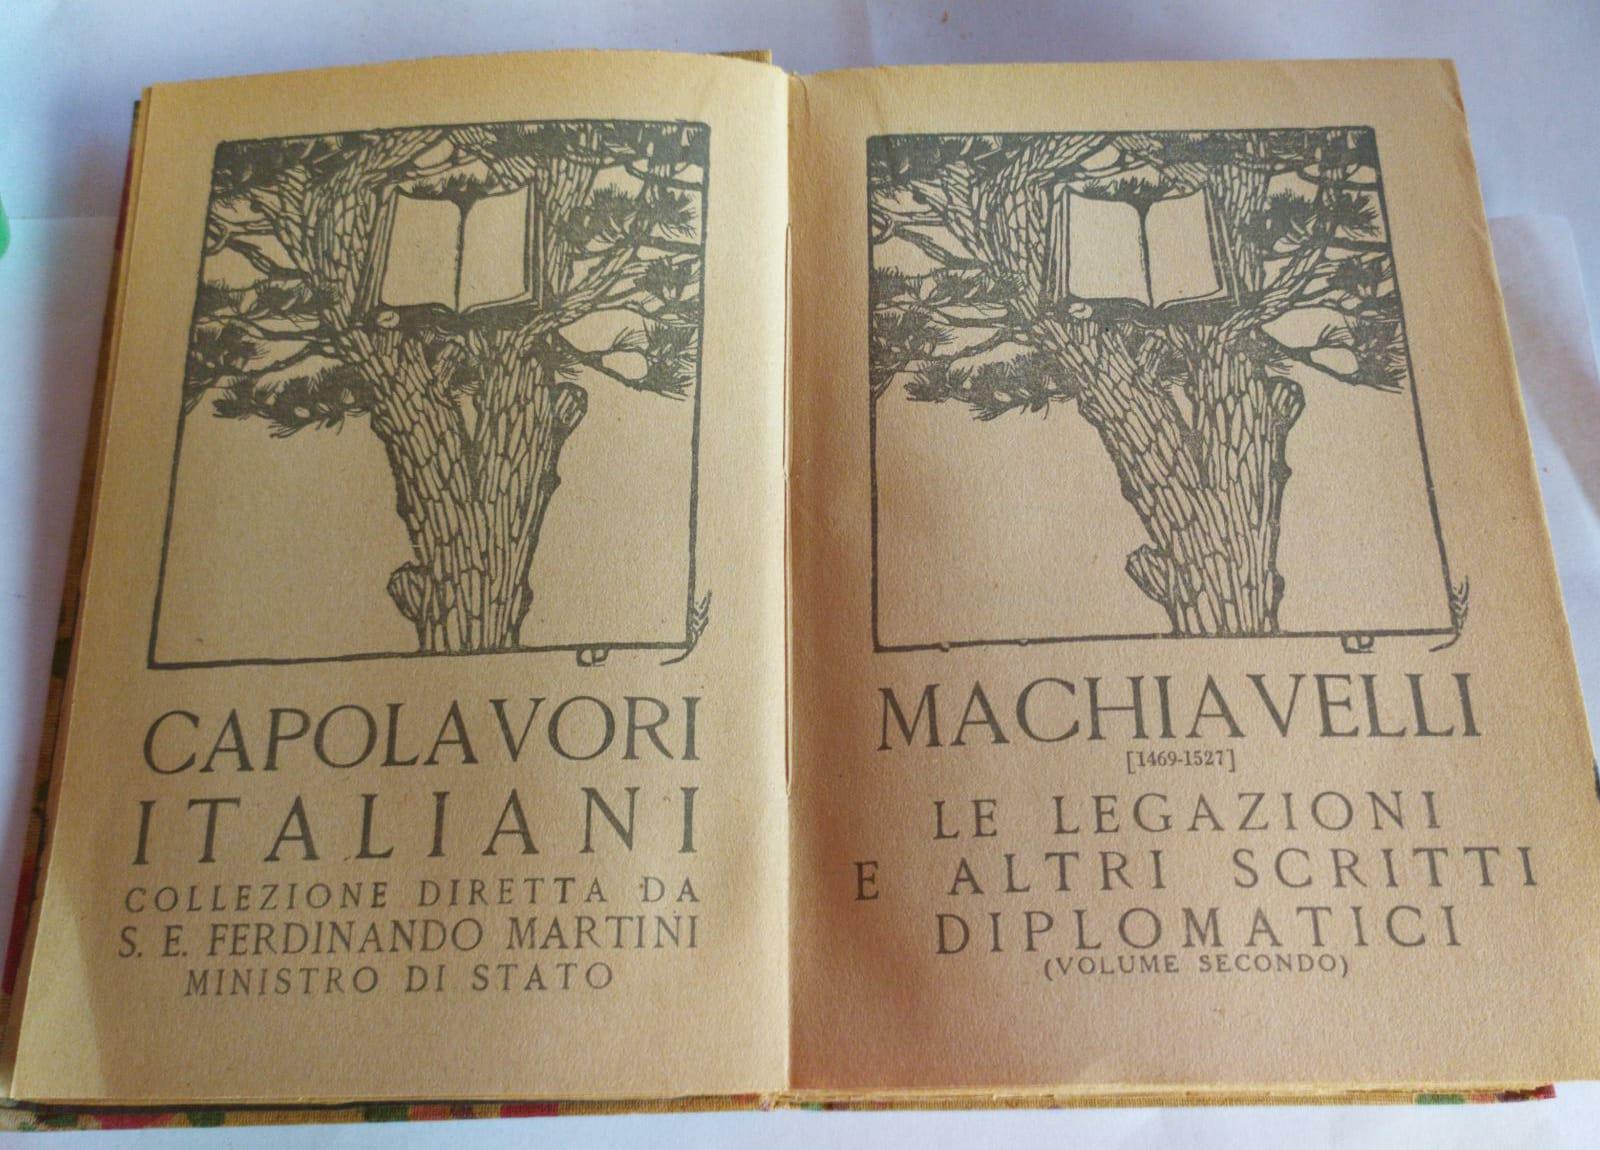 CAPOLAVORI
ITALIANI
COLLEZIONE DIRETTA DA
S. E. FERDINANDO MARTINI
MINISTRO DI STATO
MACHIAVELLI
[1469-1527]
LE LEGAZIONI
E ALTRI SCRITTI
DIPLOMATICI
(VOLUME SECONDO)